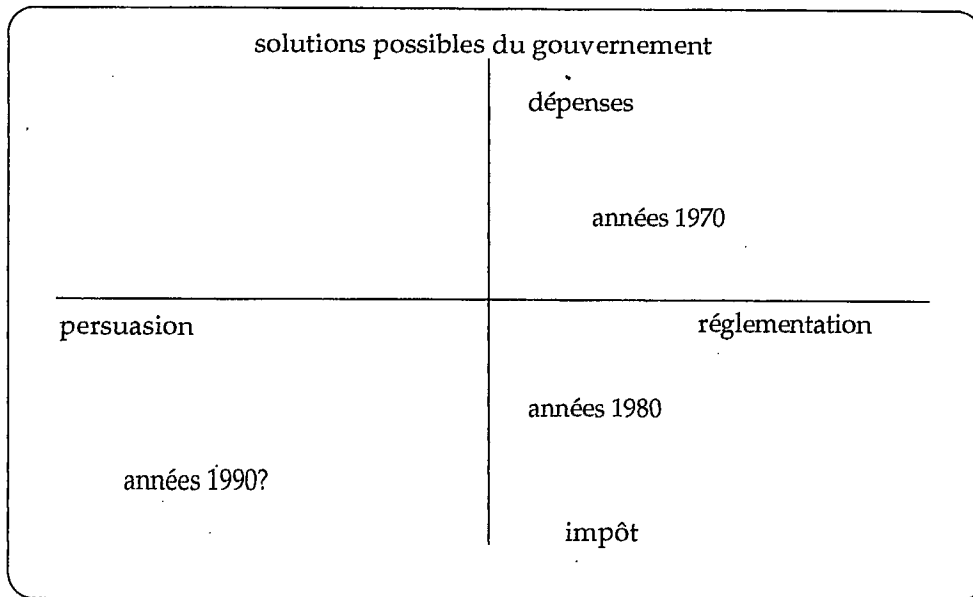 solutions possibles du gouvernement
dépenses
années 1970
persuasion
réglementation
années 1980
années 1990?
impôt